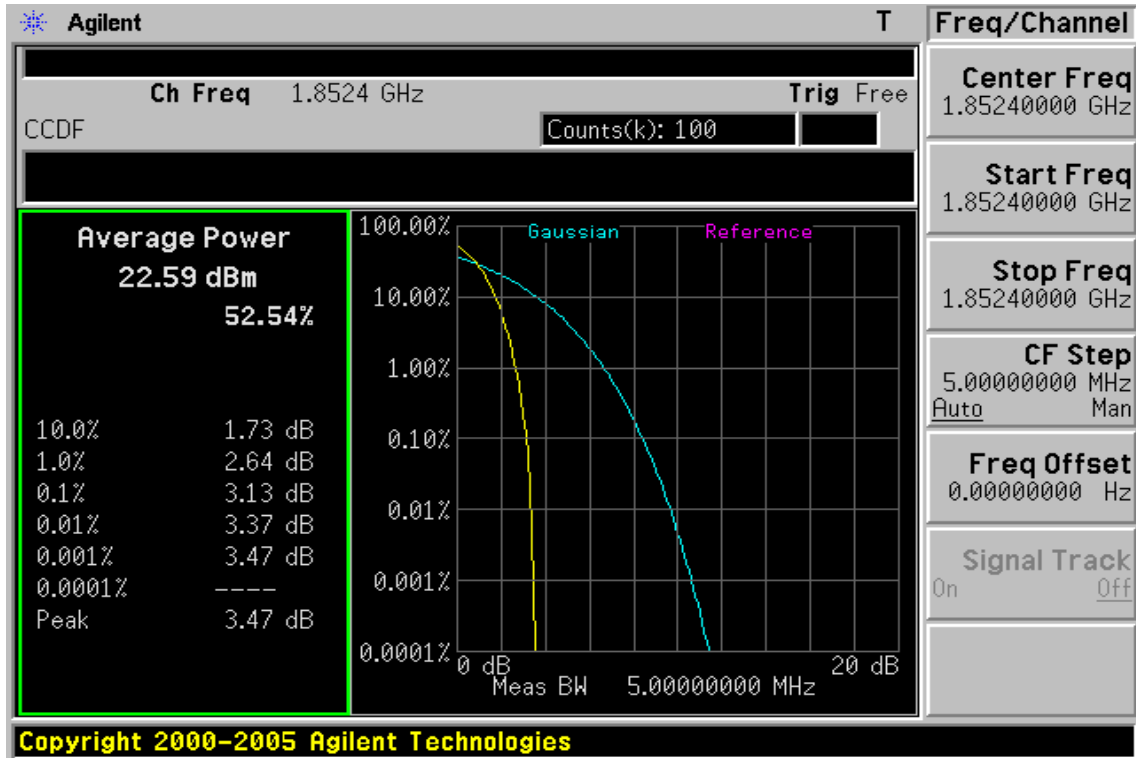 Agilent T Freq/Channel
Ch Freq 1.8524 GHz Trig Free
CCDF Counts(k): 100
Average Power
22.59 dBm
52.54%
10.0% 1.73 dB
1.0% 2.64 dB
0.1% 3.13 dB
0.01% 3.37 dB
0.001% 3.47 dB
0.0001% ----
Peak 3.47 dB
Gaussian Reference
100.00%
10.00%
1.00%
0.10%
0.01%
0.001%
0.0001%
0 dB 20 dB
Meas BW 5.00000000 MHz
Center Freq
1.85240000 GHz
Start Freq
1.85240000 GHz
Stop Freq
1.85240000 GHz
CF Step
5.00000000 MHz
Auto Man
Freq Offset
0.00000000 Hz
Signal Track
On Off
Copyright 2000-2005 Agilent Technologies